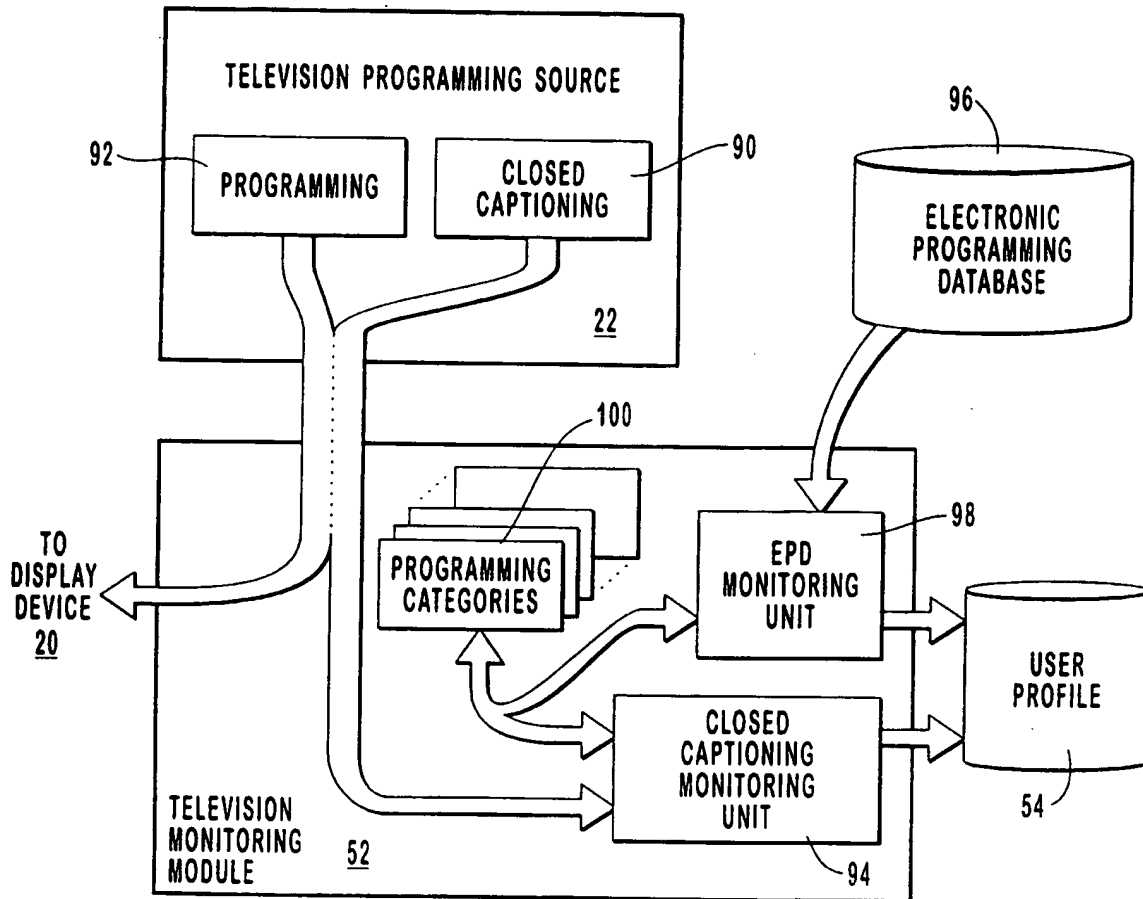 TELEVISION PROGRAMMING SOURCE
92
PROGRAMMING
90
CLOSED
CAPTIONING
22
96
ELECTRONIC
PROGRAMMING
DATABASE
100
PROGRAMMING
CATEGORIES
98
EPD
MONITORING
UNIT
TO
DISPLAY
DEVICE
20
USER
PROFILE
54
CLOSED
CAPTIONING
MONITORING
UNIT
94
TELEVISION
MONITORING
MODULE
52